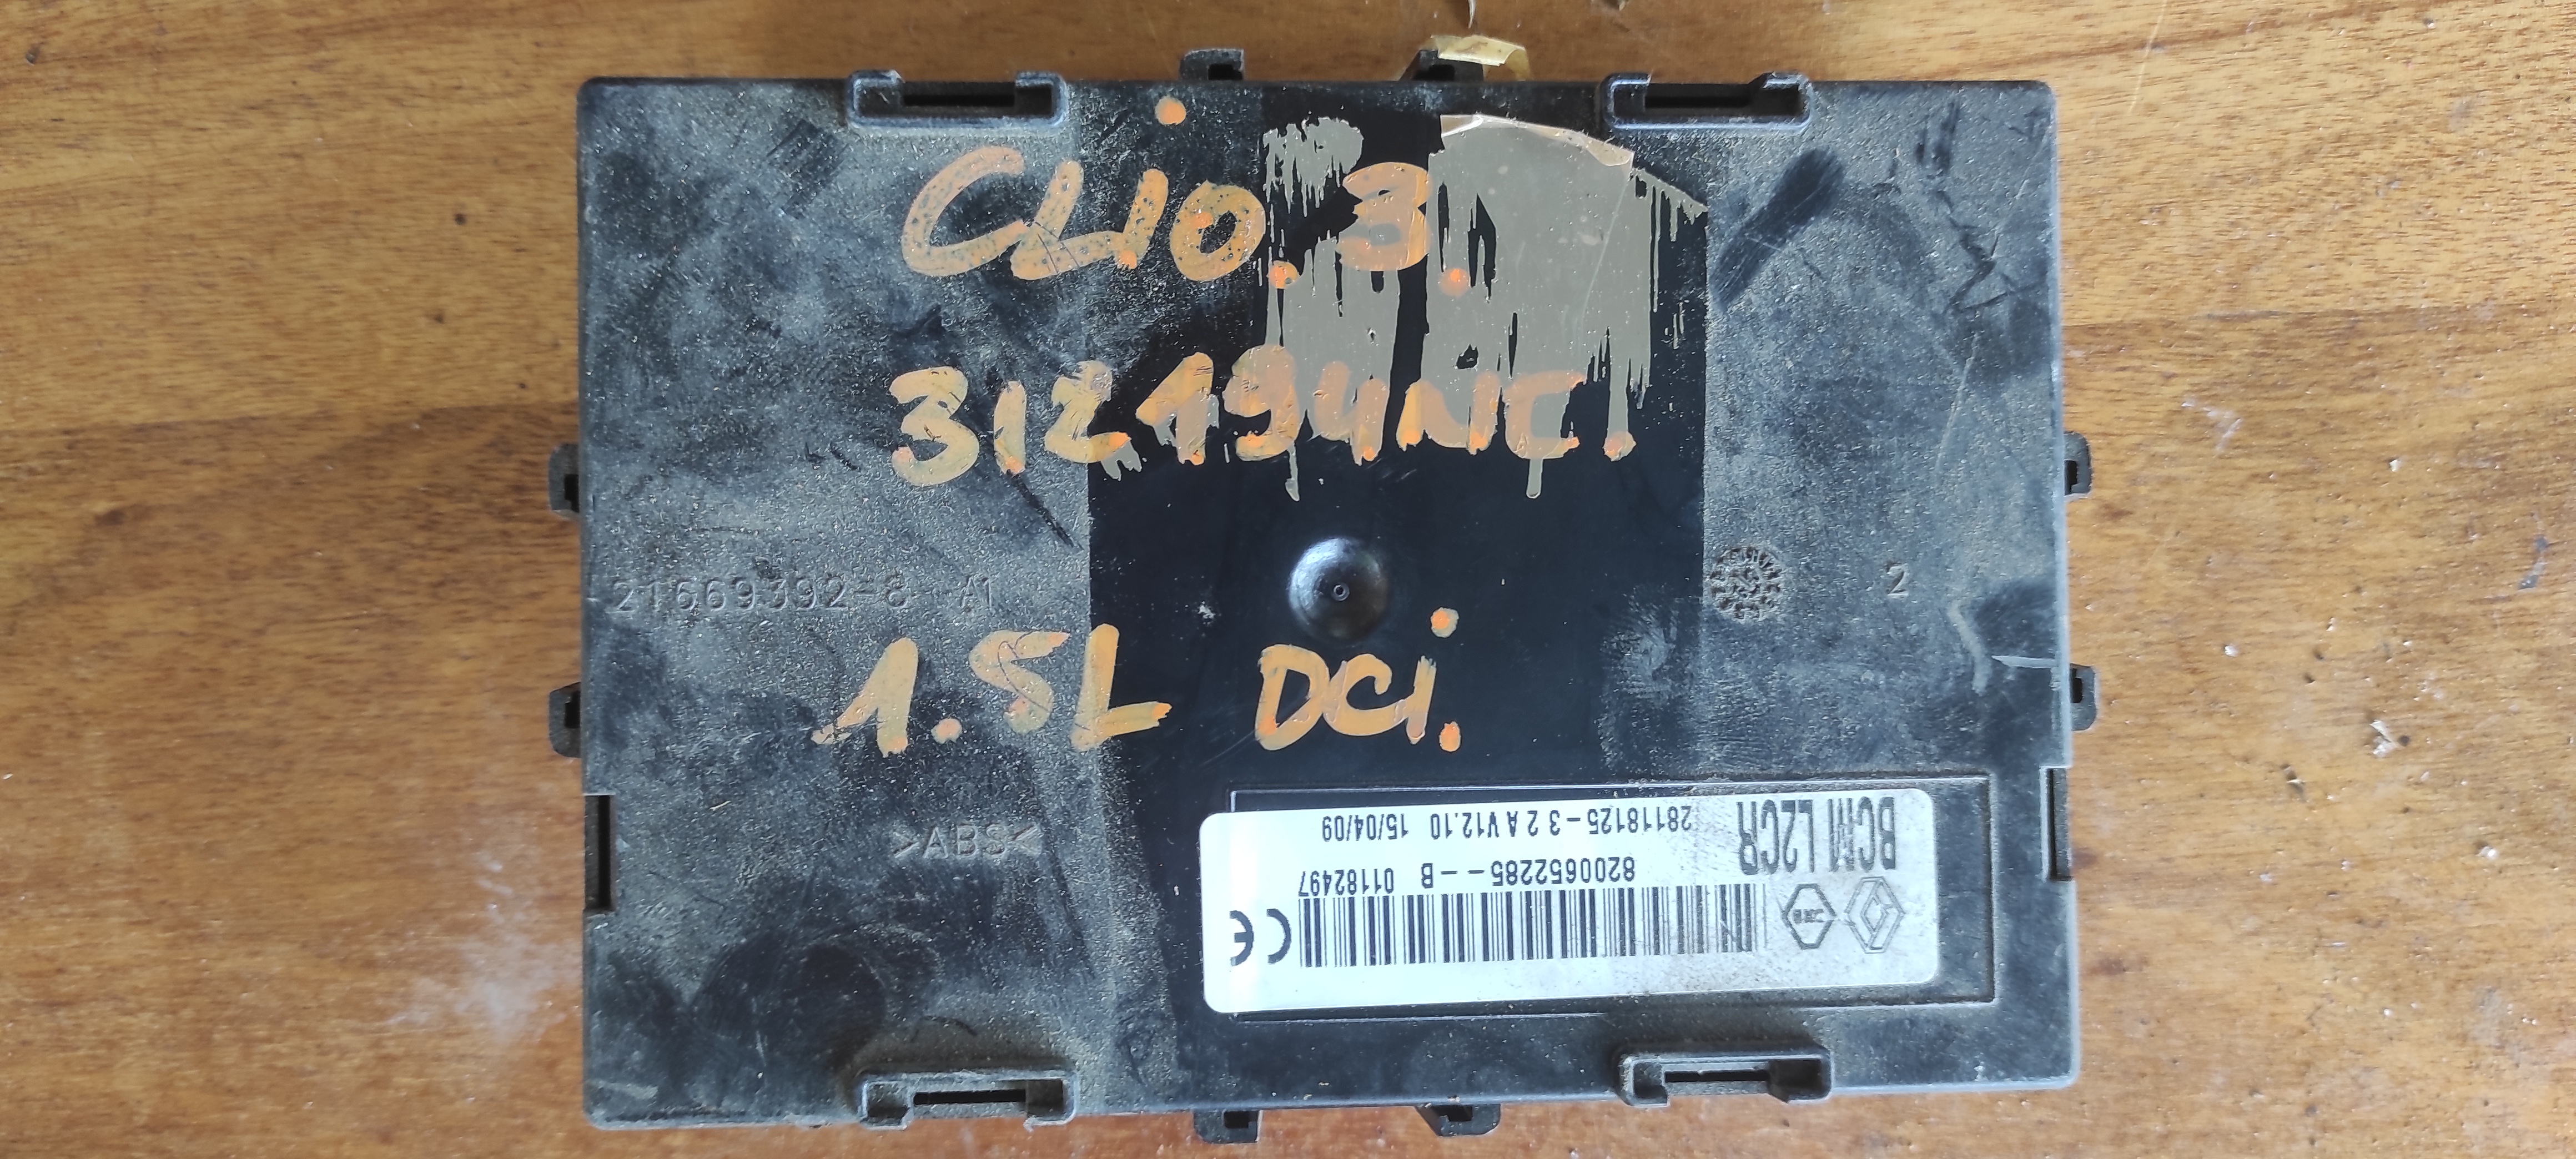 CLIO. 3.
312194NC.
21669392-8 A1
2
1.5L DCi.
>ABS<
BCM L2CR
28118125-3 2 A V12.10 15/04/09
8200652285--B 01182497
CE